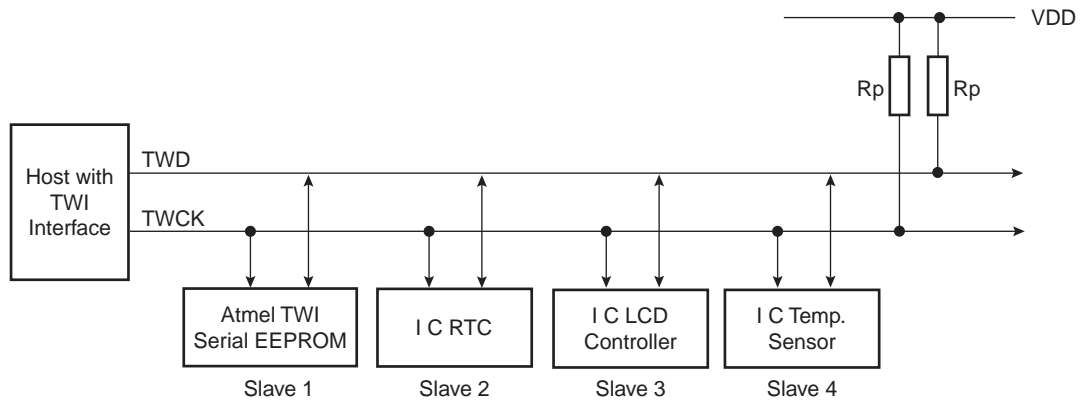 VDD
Rp Rp
Host with
TWI
Interface
TWD
TWCK
Atmel TWI
Serial EEPROM
I C RTC
I C LCD
Controller
I C Temp.
Sensor
Slave 1
Slave 2
Slave 3
Slave 4